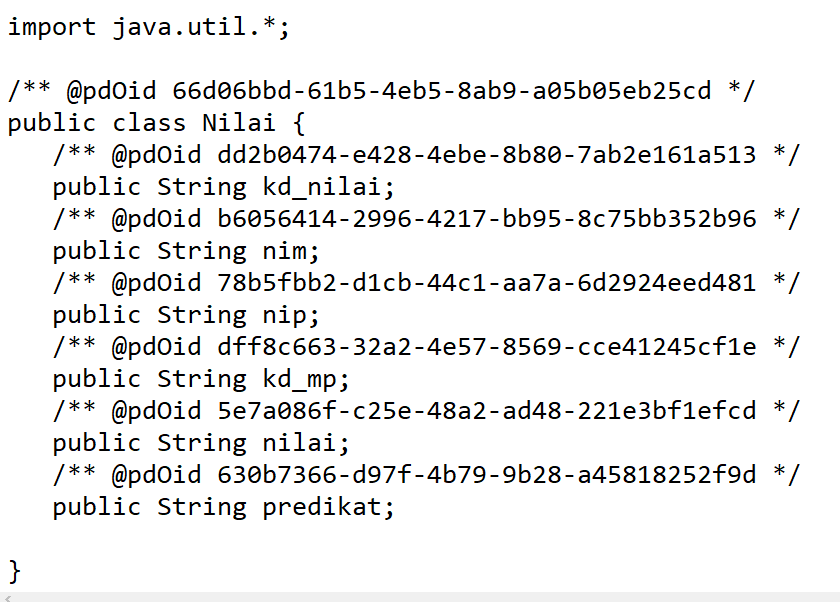 import java.util.*;
/** @pdOid 66d06bbd-61b5-4eb5-8ab9-a05b05eb25cd */
public class Nilai {
/** @pdOid dd2b0474-e428-4ebe-8b80-7ab2e161a513 */
public String kd_nilai;
/** @pdOid b6056414-2996-4217-bb95-8c75bb352b96 */
public String nim;
/** @pdOid 78b5fbb2-d1cb-44c1-aa7a-6d2924eed481 */
public String nip;
/** @pdOid dff8c663-32a2-4e57-8569-cce41245cf1e */
public String kd_mp;
/** @pdOid 5e7a086f-c25e-48a2-ad48-221e3bf1efcd */
public String nilai;
/** @pdOid 630b7366-d97f-4b79-9b28-a45818252f9d */
public String predikat;
}